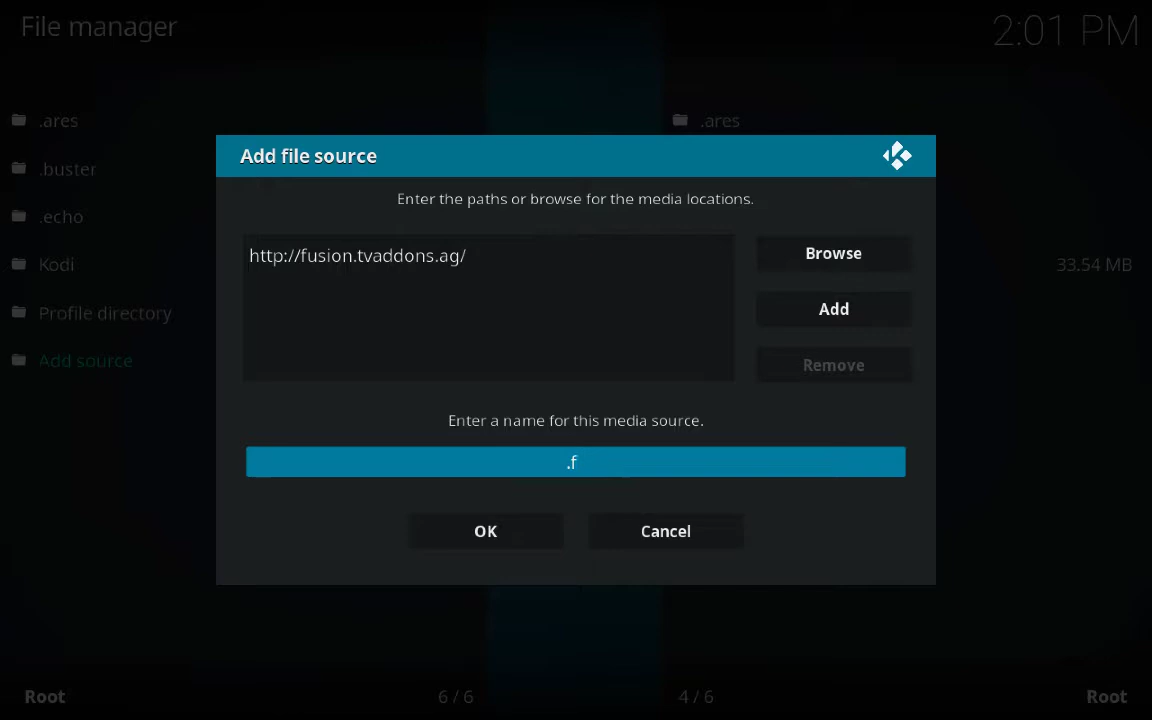 File manager
2:01 PM
.ares
.ares
.buster
.echo
Kodi
33.54 MB
Profile directory
Add source
Add file source
Enter the paths or browse for the media locations.
http://fusion.tvaddons.ag/
Browse
Add
Remove
Enter a name for this media source.
.f
OK
Cancel
Root
6 / 6
4 / 6
Root